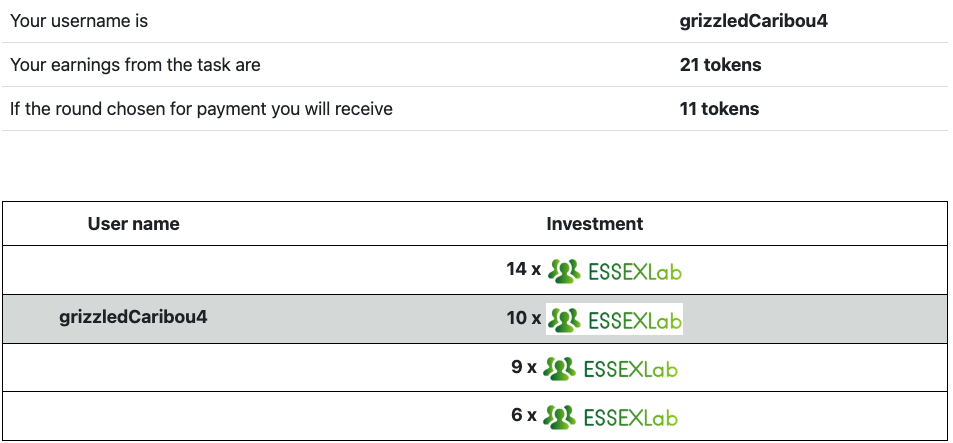 Your username is grizzledCaribou4
Your earnings from the task are 21 tokens
If the round chosen for payment you will receive 11 tokens
User name Investment
14 x ESSEXLab
grizzledCaribou4 10 x ESSEXLab
9 x ESSEXLab
6 x ESSEXLab